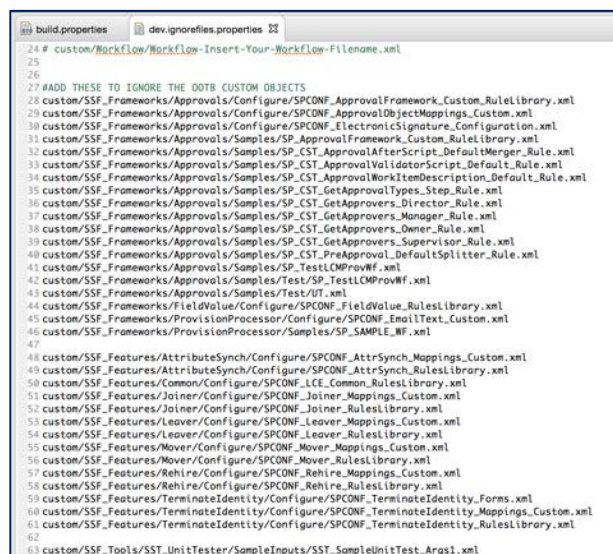 build.properties
dev.ignorefiles.properties
24 # custom/Workflow/Workflow-Insert-Your-Workflow-Filename.xml
25
26
27 #ADD THESE TO IGNORE THE OOTB CUSTOM OBJECTS
28 custom/SSF_Frameworks/Approvals/Configure/SPCONF_ApprovalFramework_Custom_RuleLibrary.xml
29 custom/SSF_Frameworks/Approvals/Configure/SPCONF_ApprovalObjectMappings_Custom.xml
30 custom/SSF_Frameworks/Approvals/Configure/SPCONF_ElectronicSignature_Configuration.xml
31 custom/SSF_Frameworks/Approvals/Samples/SP_ApprovalFramework_Custom_RuleLibrary.xml
32 custom/SSF_Frameworks/Approvals/Samples/SP_CST_ApprovalAfterScript_DefaultMerger_Rule.xml
33 custom/SSF_Frameworks/Approvals/Samples/SP_CST_ApprovalValidatorScript_Default_Rule.xml
34 custom/SSF_Frameworks/Approvals/Samples/SP_CST_ApprovalWorkItemDescription_Default_Rule.xml
35 custom/SSF_Frameworks/Approvals/Samples/SP_CST_GetApprovalTypes_Step_Rule.xml
36 custom/SSF_Frameworks/Approvals/Samples/SP_CST_GetApprovers_Director_Rule.xml
37 custom/SSF_Frameworks/Approvals/Samples/SP_CST_GetApprovers_Manager_Rule.xml
38 custom/SSF_Frameworks/Approvals/Samples/SP_CST_GetApprovers_Owner_Rule.xml
39 custom/SSF_Frameworks/Approvals/Samples/SP_CST_GetApprovers_Supervisor_Rule.xml
40 custom/SSF_Frameworks/Approvals/Samples/SP_CST_PreApproval_DefaultSplitter_Rule.xml
41 custom/SSF_Frameworks/Approvals/Samples/SP_TestLCMProvWf.xml
42 custom/SSF_Frameworks/Approvals/Samples/Test/SP_TestLCMProvWf.xml
43 custom/SSF_Frameworks/Approvals/Samples/Test/UT.xml
44 custom/SSF_Frameworks/FieldValue/Configure/SPCONF_FieldValue_RulesLibrary.xml
45 custom/SSF_Frameworks/ProvisionProcessor/Configure/SPCONF_EmailText_Custom.xml
46 custom/SSF_Frameworks/ProvisionProcessor/Samples/SP_SAMPLE_WF.xml
47
48 custom/SSF_Features/AttributeSynch/Configure/SPCONF_AttrSynch_Mappings_Custom.xml
49 custom/SSF_Features/AttributeSynch/Configure/SPCONF_AttrSynch_RulesLibrary.xml
50 custom/SSF_Features/Common/Configure/SPCONF_LCE_Common_RulesLibrary.xml
51 custom/SSF_Features/Joiner/Configure/SPCONF_Joiner_Mappings_Custom.xml
52 custom/SSF_Features/Joiner/Configure/SPCONF_Joiner_RulesLibrary.xml
53 custom/SSF_Features/Leaver/Configure/SPCONF_Leaver_Mappings_Custom.xml
54 custom/SSF_Features/Leaver/Configure/SPCONF_Leaver_RulesLibrary.xml
55 custom/SSF_Features/Mover/Configure/SPCONF_Mover_Mappings_Custom.xml
56 custom/SSF_Features/Mover/Configure/SPCONF_Mover_RulesLibrary.xml
57 custom/SSF_Features/Rehire/Configure/SPCONF_Rehire_Mappings_Custom.xml
58 custom/SSF_Features/Rehire/Configure/SPCONF_Rehire_RulesLibrary.xml
59 custom/SSF_Features/TerminateIdentity/Configure/SPCONF_TerminateIdentity_Forms.xml
60 custom/SSF_Features/TerminateIdentity/Configure/SPCONF_TerminateIdentity_Mappings_Custom.xml
61 custom/SSF_Features/TerminateIdentity/Configure/SPCONF_TerminateIdentity_RulesLibrary.xml
62
63 custom/SSF_Tools/SST_UnitTester/SampleInputs/SST_SampleUnitTest_Args1.xml